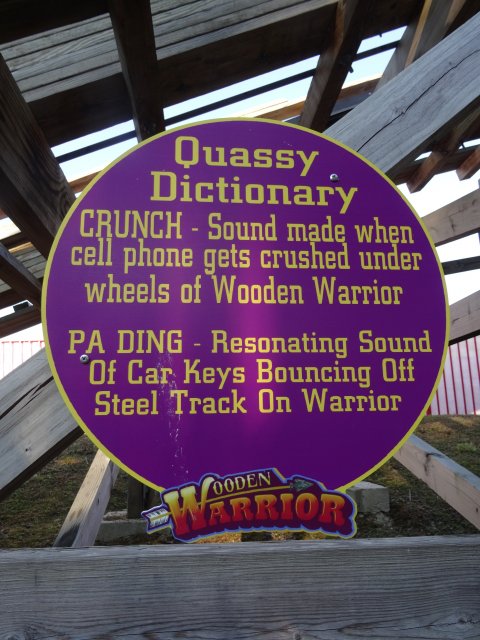 Quassy
Dictionary
CRUNCH - Sound made when
cell phone gets crushed under
wheels of Wooden Warrior
PA DING - Resonating Sound
Of Car Keys Bouncing Off
Steel Track On Warrior
WOODEN
WARRIOR